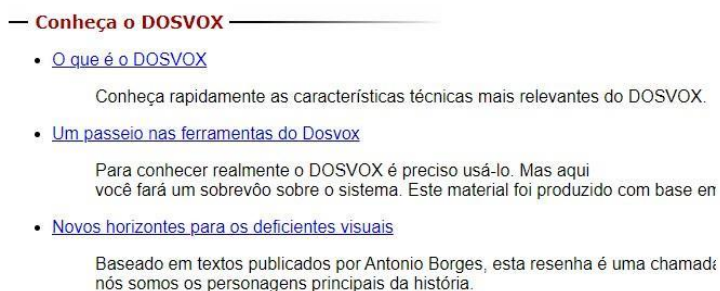 Conheça o DOSVOX
• O que é o DOSVOX
Conheça rapidamente as características técnicas mais relevantes do DOSVOX.
• Um passeio nas ferramentas do Dosvox
Para conhecer realmente o DOSVOX é preciso usá-lo. Mas aqui
você fará um sobrevôo sobre o sistema. Este material foi produzido com base em
• Novos horizontes para os deficientes visuais
Baseado em textos publicados por Antonio Borges, esta resenha é uma chamada
nós somos os personagens principais da história.